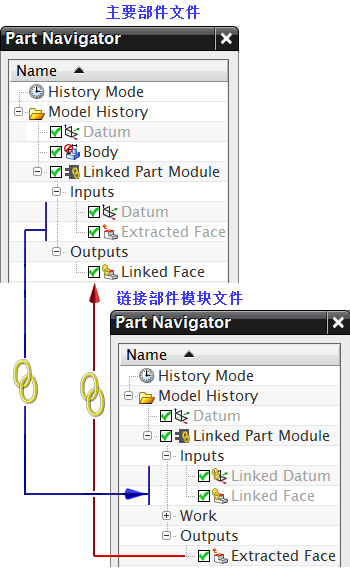 主要部件文件
Part Navigator
Name
History Mode
Model History
Datum
Body
Linked Part Module
Inputs
Datum
Extracted Face
Outputs
Linked Face
链接部件模块文件
Part Navigator
Name
History Mode
Model History
Datum
Linked Part Module
Inputs
Linked Datum
Linked Face
Work
Outputs
Extracted Face